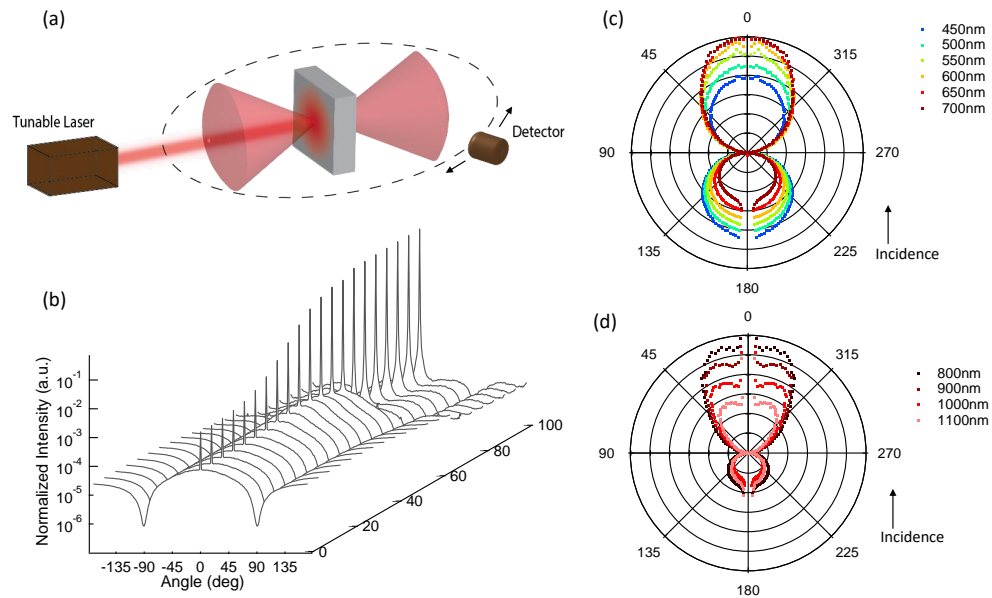 (a)
Tunable Laser
Detector
(b)
Normalized Intensity (a.u.)
10-1
10-2
10-3
10-4
10-5
10-6
-135 -90 -45 0 45 90 135
Angle (deg)
0
20
40
60
80
100
(c)
0
45
315
90
270
135
225
180
Incidence
450nm
500nm
550nm
600nm
650nm
700nm
(d)
0
45
315
90
270
135
225
180
Incidence
800nm
900nm
1000nm
1100nm